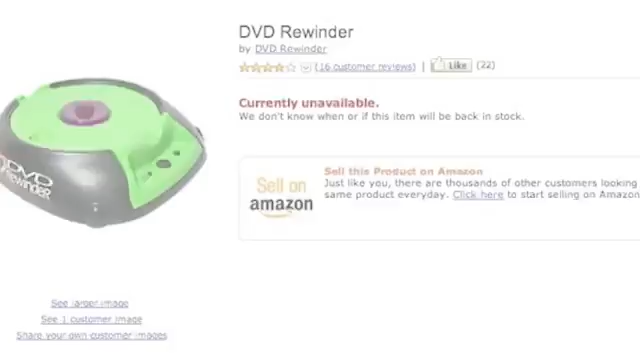 DVD Rewinder
by DVD Rewinder
(16 customer reviews) | Like (22)
Currently unavailable.
We don't know when or if this item will be back in stock.
Sell on
amazon
Sell this Product on Amazon
Just like you, there are thousands of other customers looking
same product everyday. Click here to start selling on Amazon
DVD
REWINDER
See larger image
See 1 customer image
Share your own customer images